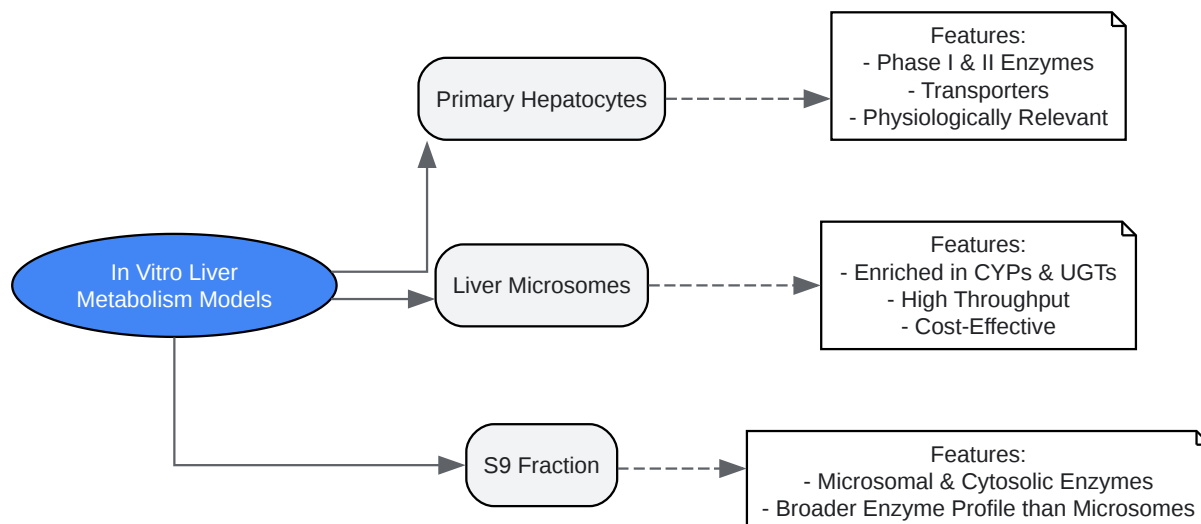 Features:
- Phase I & II Enzymes
- Transporters
- Physiologically Relevant
Primary Hepatocytes
In Vitro Liver
Metabolism Models
Liver Microsomes
Features:
- Enriched in CYPs & UGTs
- High Throughput
- Cost-Effective
S9 Fraction
Features:
- Microsomal & Cytosolic Enzymes
- Broader Enzyme Profile than Microsomes